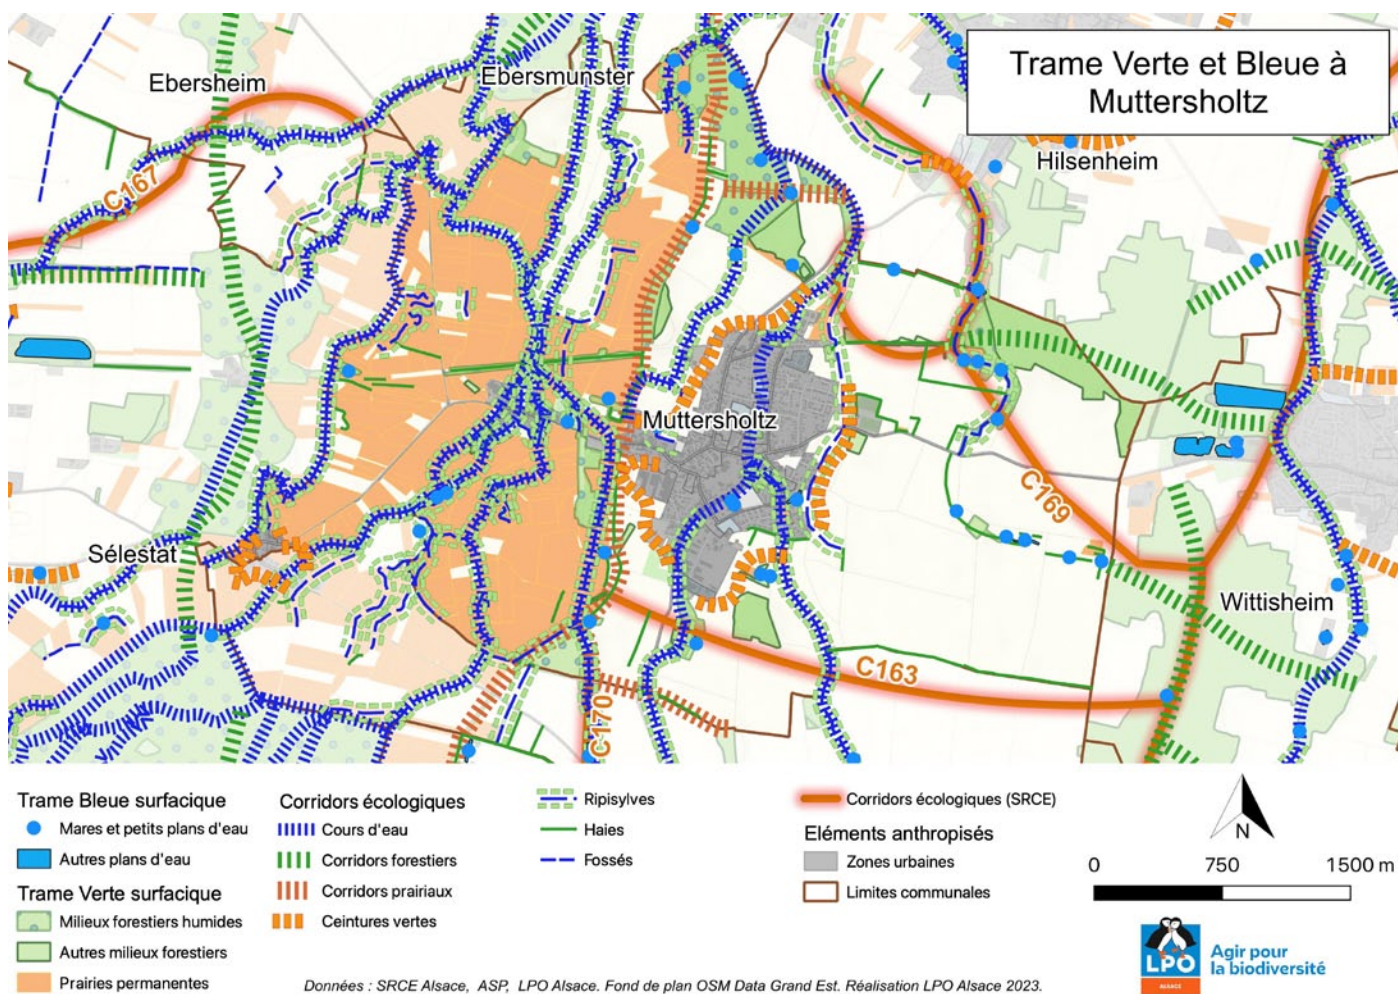 Trame Verte et Bleue à
Muttersholtz
Ebersheim
Ebersmunster
Hilsenheim
C167
Muttersholtz
C169
Sélestat
Wittisheim
C163
C170
Trame Bleue surfacique
Mares et petits plans d'eau
Autres plans d'eau
Trame Verte surfacique
Milieux forestiers humides
Autres milieux forestiers
Prairies permanentes
Corridors écologiques
Cours d'eau
Corridors forestiers
Corridors prairiaux
Ceintures vertes
Ripisylves
Haies
Fossés
Corridors écologiques (SRCE)
Eléments anthropisés
Zones urbaines
Limites communales
N
0 750 1500 m
LPO
ALSACE
Agir pour
la biodiversité
Données : SRCE Alsace, ASP, LPO Alsace. Fond de plan OSM Data Grand Est. Réalisation LPO Alsace 2023.